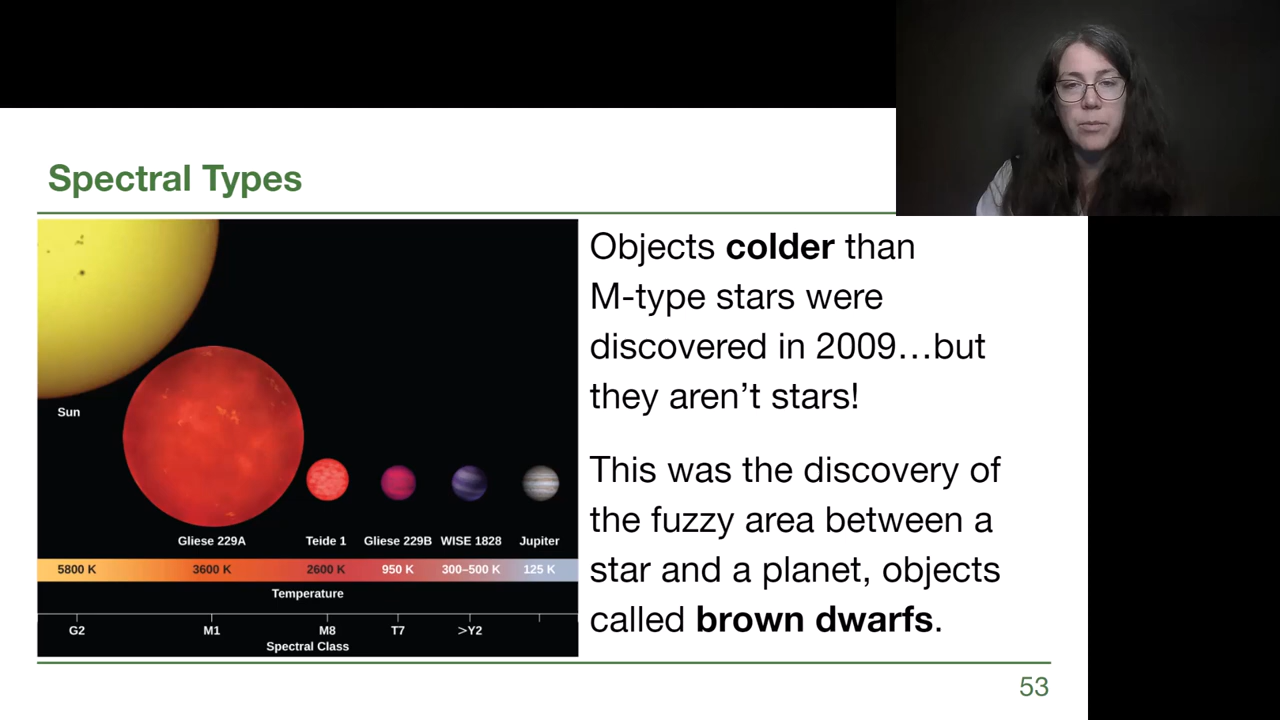 Spectral Types
Objects colder than
M-type stars were
discovered in 2009…but
they aren’t stars!
This was the discovery of
the fuzzy area between a
star and a planet, objects
called brown dwarfs.
Sun
Gliese 229A Teide 1 Gliese 229B WISE 1828 Jupiter
5800 K 3600 K 2600 K 950 K 300–500 K 125 K
Temperature
G2 M1 M8 T7 >Y2
Spectral Class
53